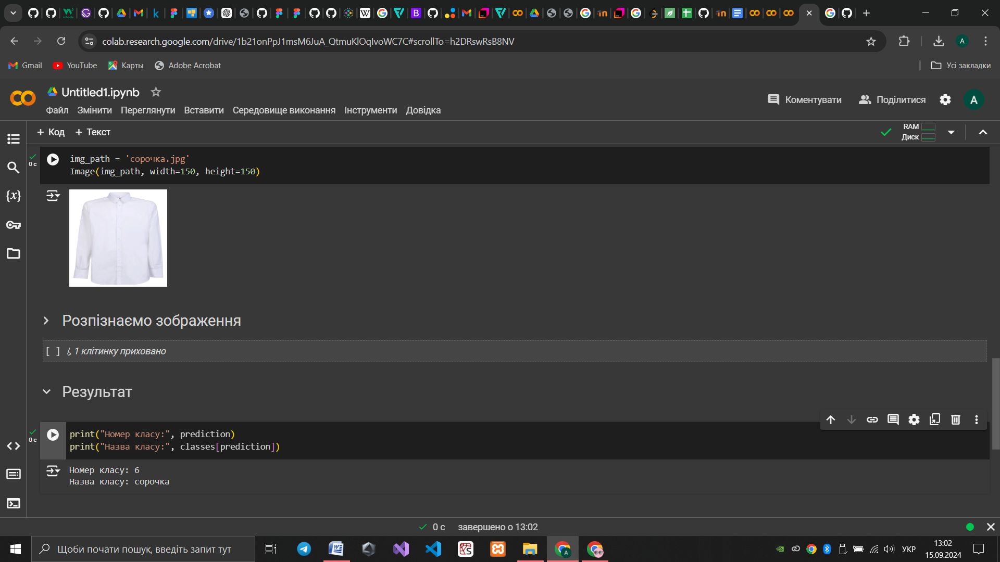 colab.research.google.com/drive/1b21onPpJ1msM6JuA_QtmuKlOqIvoWC7C#scrollTo=h2DRswRsB8NV
A
Gmail YouTube Карты Adobe Acrobat Усі закладки
Untitled1.ipynb
Файл Змінити Переглянути Вставити Середовище виконання Інструменти Довідка
Коментувати Поділитися A
+ Код + Текст
RAM
Диск
0 с
img_path = 'сорочка.jpg'
Image(img_path, width=150, height=150)
Розпізнаємо зображення
[ ] ↳ 1 клітинку приховано
Результат
0 с
print("Номер класу:", prediction)
print("Назва класу:", classes[prediction])
Номер класу: 6
Назва класу: сорочка
0 с завершено о 13:02
Щоби почати пошук, введіть запит тут
УКР
13:02
15.09.2024